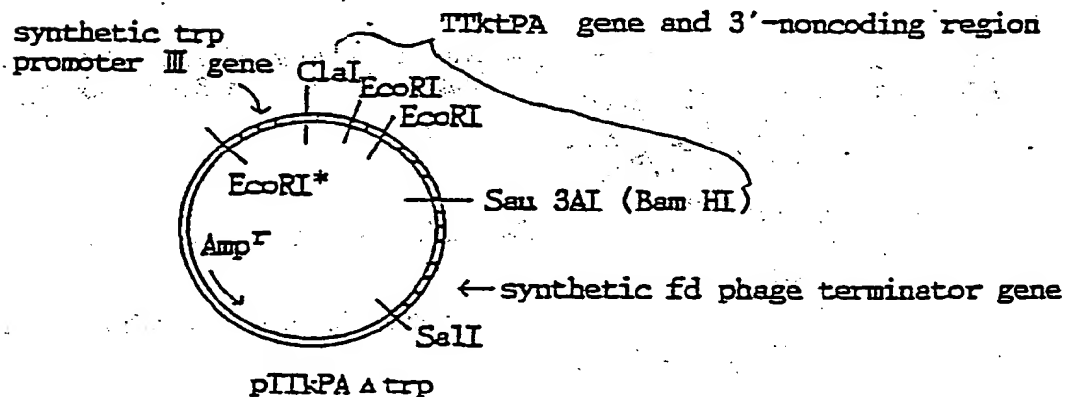 TTktPA gene and 3'-noncoding region
synthetic trp
promoter III gene
ClaI
EcoRI
EcoRI
EcoRI*
Sau 3AI (Bam HI)
Amp^r
←synthetic fd phage terminator gene
SalI
pTTkPA Δ trp